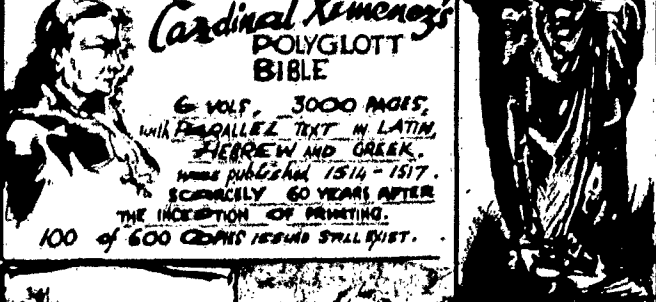 Cardinal Ximenez's
POLYGLOTT
BIBLE
6 VOLS, 3000 PAGES,
with PARALLEL TEXT IN LATIN,
HEBREW AND GREEK.
were published 1514-1517.
SCARCELY 60 YEARS AFTER
THE INCEPTION OF PRINTING.
100 of 600 COPIES ISSUED STILL EXIST.